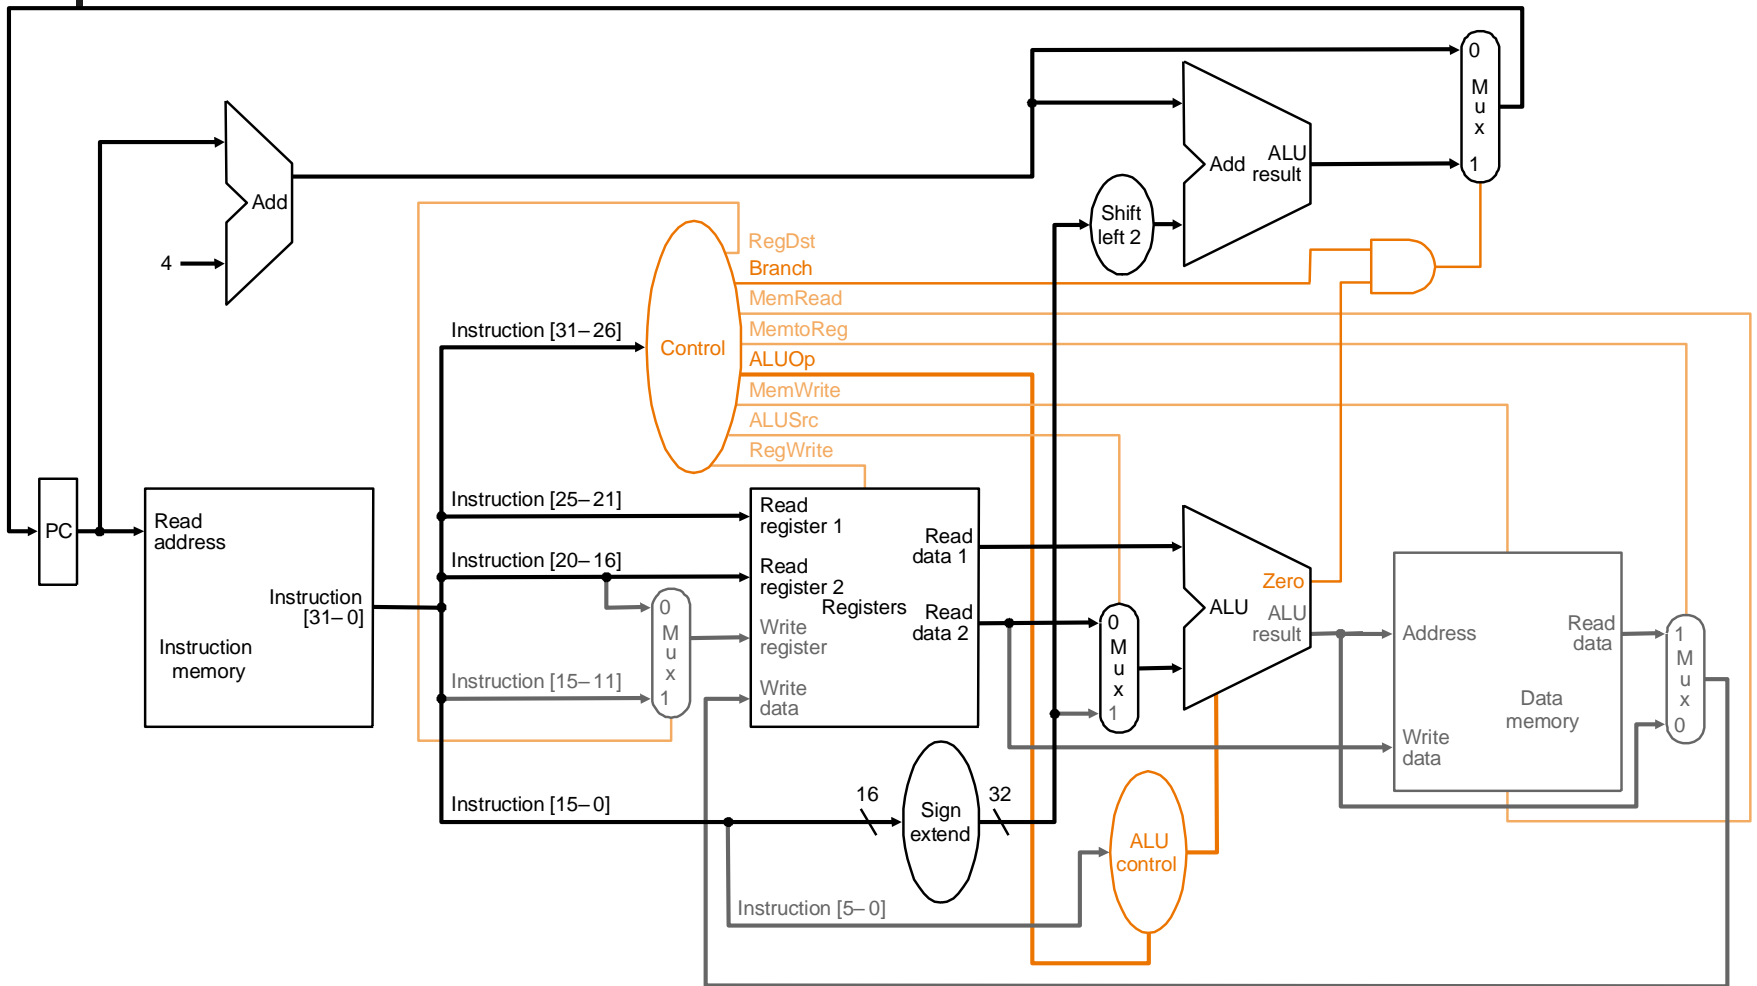 0
M
u
x
1
Add
ALU
result
Add
4
Shift
left 2
RegDst
Branch
MemRead
MemtoReg
ALUOp
MemWrite
ALUSrc
RegWrite
Control
Instruction [31–26]
Instruction [25–21]
Instruction [20–16]
Instruction [15–11]
Instruction [15–0]
Instruction [5–0]
PC
Read
address
Instruction
[31–0]
Instruction
memory
0
M
u
x
1
Read
register 1
Read
register 2
Registers
Write
register
Write
data
Read
data 1
Read
data 2
0
M
u
x
1
Zero
ALU
ALU
result
Address
Read
data
Data
memory
Write
data
1
M
u
x
0
16
Sign
extend
32
ALU
control